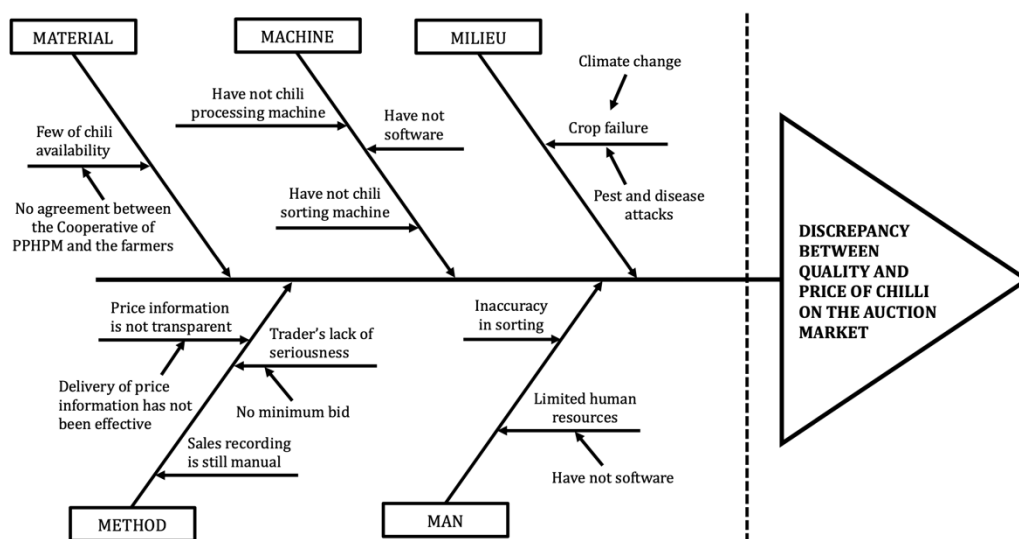 MATERIAL
MACHINE
MILIEU
Climate change
Have not chili
processing machine
Have not
software
Few of chili
availability
Crop failure
Have not chili
sorting machine
Pest and disease
attacks
No agreement between
the Cooperative of
PPHPM and the farmers
DISCREPANCY
BETWEEN
QUALITY AND
PRICE OF CHILLI
ON THE AUCTION
MARKET
Price information
is not transparent
Trader's lack of
seriousness
Inaccuracy
in sorting
Delivery of price
information has not
been effective
No minimum bid
Limited human
resources
Sales recording
is still manual
Have not software
METHOD
MAN